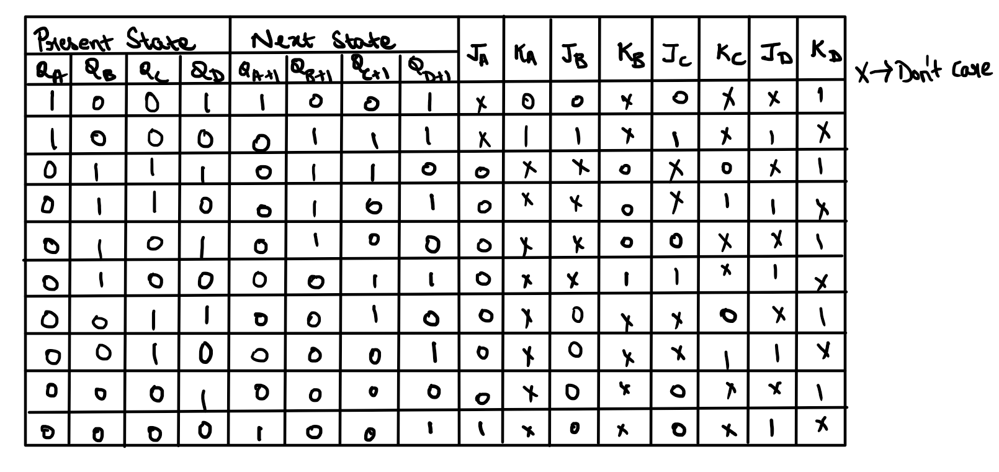 Present State Next State J_A K_A J_B K_B J_C K_C J_D K_D
Q_A Q_B Q_C Q_D Q_A+1 Q_B+1 Q_C+1 Q_D+1
X → Don't care
1 0 0 1 1 0 0 1 x 0 0 x 0 x x 1
1 0 0 0 0 1 1 1 x 1 1 x 1 x 1 x
0 1 1 1 0 1 1 0 0 x x 0 x 0 x 1
0 1 1 0 0 1 0 1 0 x x 0 x 1 1 x
0 1 0 1 0 1 0 0 0 x x 0 0 x x 1
0 1 0 0 0 0 1 1 0 x x 1 1 x 1 x
0 0 1 1 0 0 1 0 0 x 0 x x 0 x 1
0 0 1 0 0 0 0 1 0 x 0 x x 1 1 x
0 0 0 1 0 0 0 0 0 x 0 x 0 x x 1
0 0 0 0 1 0 0 1 1 x 0 x 0 x 1 x